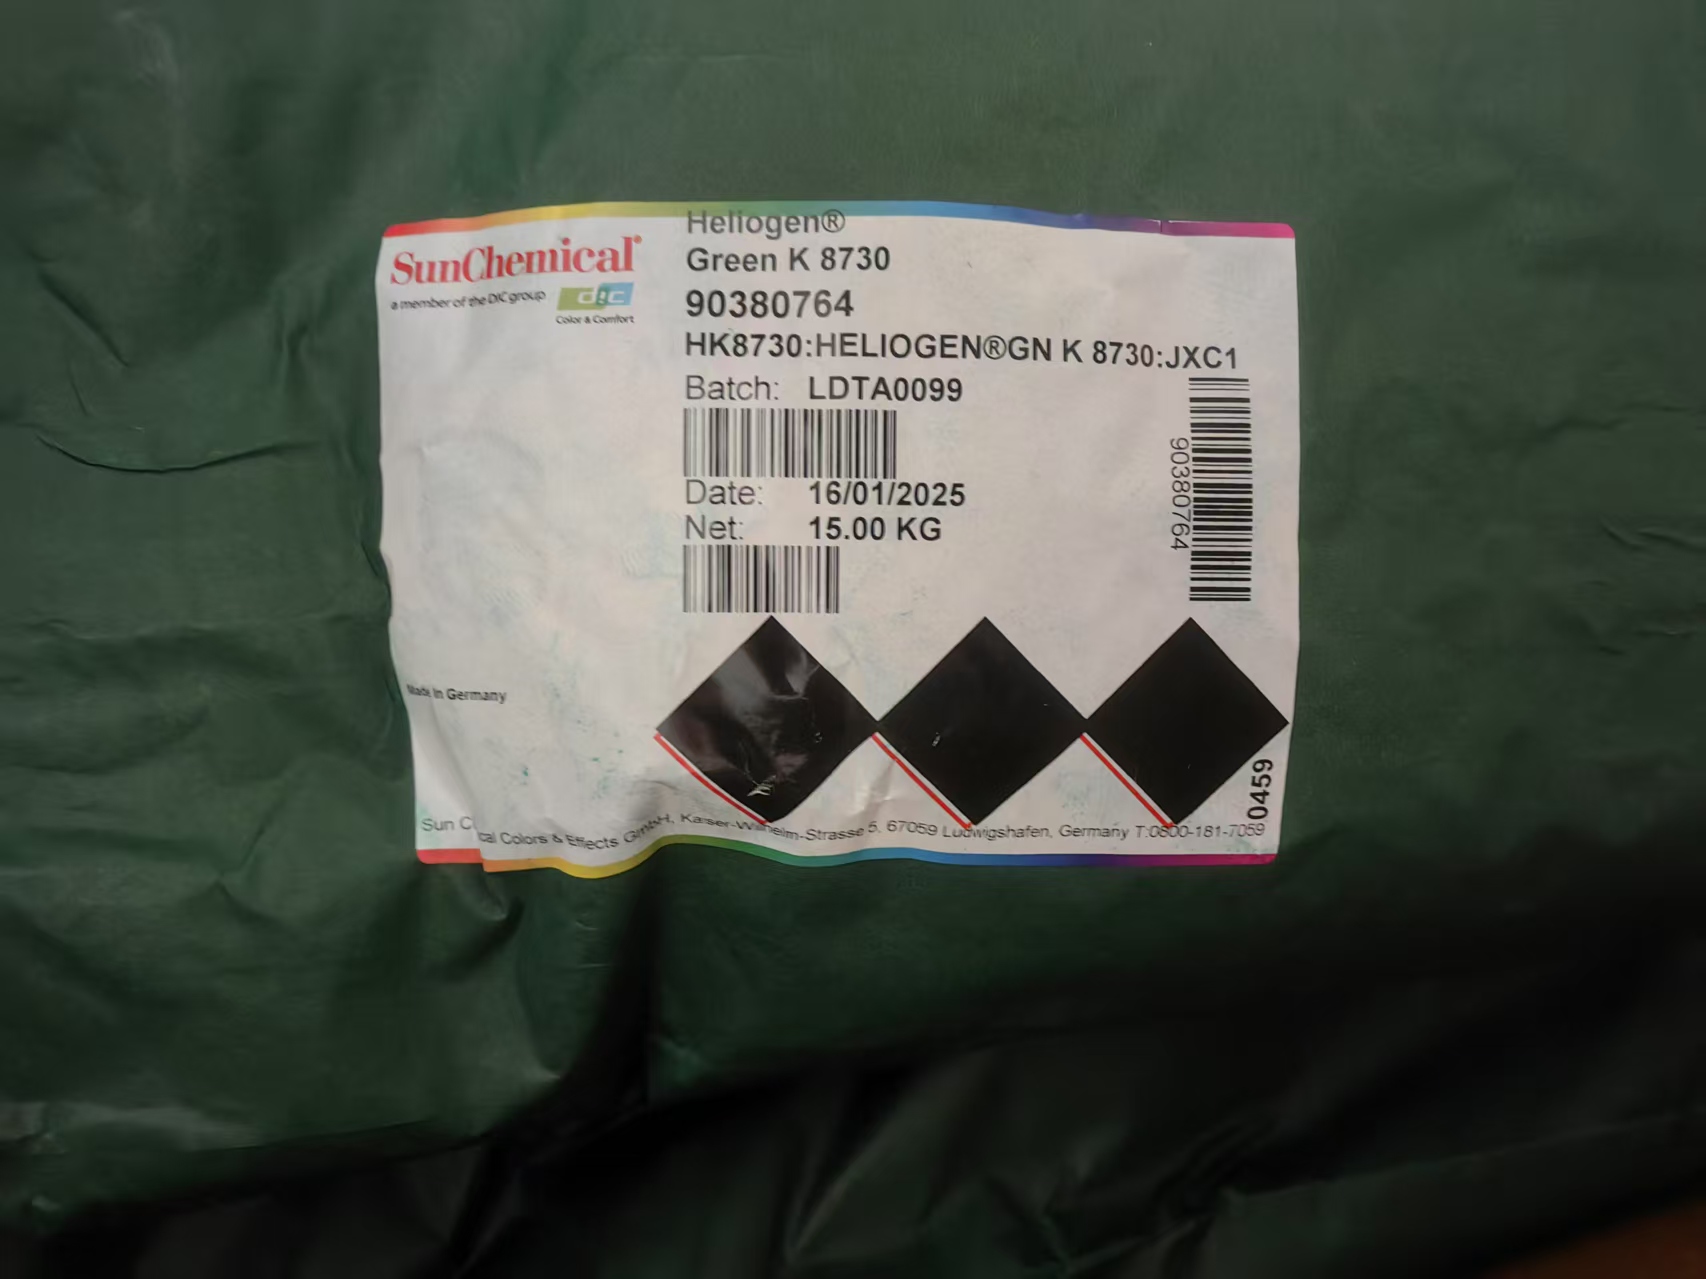 Heliogen®
SunChemical®
Green K 8730
a member of the DIC group
dic
Color & Comfort
90380764
HK8730:HELIOGEN®GN K 8730:JXC1
Batch: LDTA0099
90380764
Date: 16/01/2025
Net: 15.00 KG
Made in Germany
0459
Sun C cal Colors & Effects GmbH, Kaiser-Wilhelm-Strasse 5, 67059 Ludwigshafen, Germany T:0800-181-7059